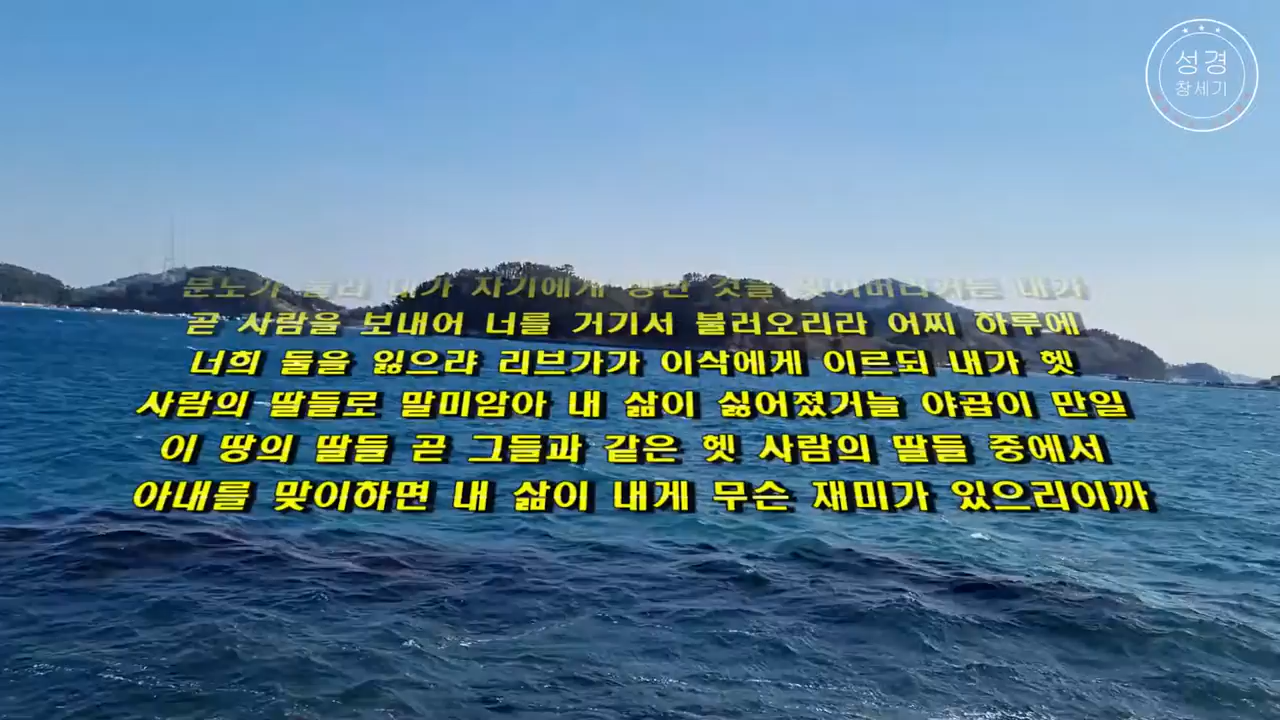 성경
창세기
자기에게 것을 내가
곧 사람을 보내어 너를 거기서 불러오리라 어찌 하루에
너희 둘을 잃으랴 리브가가 이삭에게 이르되 내가 헷
사람의 딸들로 말미암아 내 삶이 싫어졌거늘 야곱이 만일
이 땅의 딸들 곧 그들과 같은 헷 사람의 딸들 중에서
아내를 맞이하면 내 삶이 내게 무슨 재미가 있으리이까